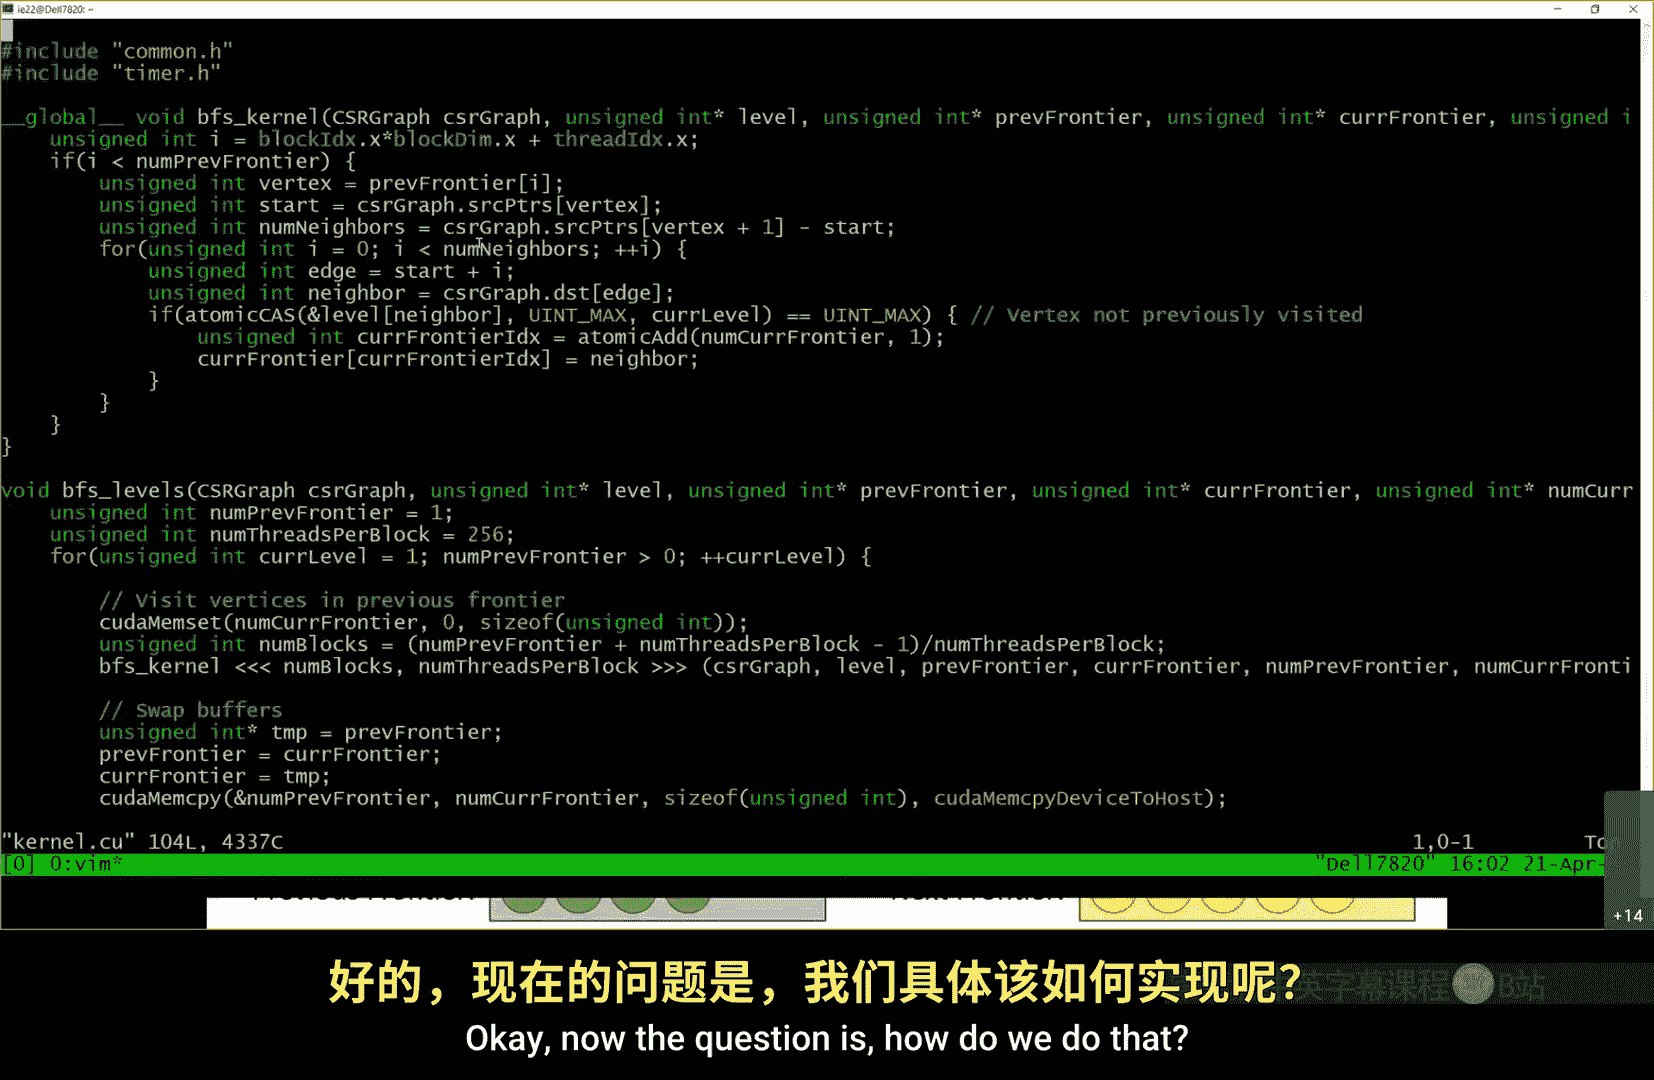 ie22@Dell7820: ~
#include "common.h"
#include "timer.h"
__global__ void bfs_kernel(CSRGraph csrGraph, unsigned int* level, unsigned int* prevFrontier, unsigned int* currFrontier, unsigned i
    unsigned int i = blockIdx.x*blockDim.x + threadIdx.x;
    if(i < numPrevFrontier) {
        unsigned int vertex = prevFrontier[i];
        unsigned int start = csrGraph.srcPtrs[vertex];
        unsigned int numNeighbors = csrGraph.srcPtrs[vertex + 1] - start;
        for(unsigned int i = 0; i < numNeighbors; ++i) {
            unsigned int edge = start + i;
            unsigned int neighbor = csrGraph.dst[edge];
            if(atomicCAS(&level[neighbor], UINT_MAX, currLevel) == UINT_MAX) { // Vertex not previously visited
                unsigned int currFrontierIdx = atomicAdd(numCurrFrontier, 1);
                currFrontier[currFrontierIdx] = neighbor;
            }
        }
    }
}
void bfs_levels(CSRGraph csrGraph, unsigned int* level, unsigned int* prevFrontier, unsigned int* currFrontier, unsigned int* numCurr
    unsigned int numPrevFrontier = 1;
    unsigned int numThreadsPerBlock = 256;
    for(unsigned int currLevel = 1; numPrevFrontier > 0; ++currLevel) {
        // Visit vertices in previous frontier
        cudaMemset(numCurrFrontier, 0, sizeof(unsigned int));
        unsigned int numBlocks = (numPrevFrontier + numThreadsPerBlock - 1)/numThreadsPerBlock;
        bfs_kernel <<< numBlocks, numThreadsPerBlock >>> (csrGraph, level, prevFrontier, currFrontier, numPrevFrontier, numCurrFronti
        // Swap buffers
        unsigned int* tmp = prevFrontier;
        prevFrontier = currFrontier;
        currFrontier = tmp;
        cudaMemcpy(&numPrevFrontier, numCurrFrontier, sizeof(unsigned int), cudaMemcpyDeviceToHost);
"kernel.cu" 104L, 4337C 1,0-1 To
[0] 0:vim* "Dell7820" 16:02 21-Apr-
+14
好的，现在的问题是，我们具体该如何实现呢？
英字幕课程 B站
Okay, now the question is, how do we do that?